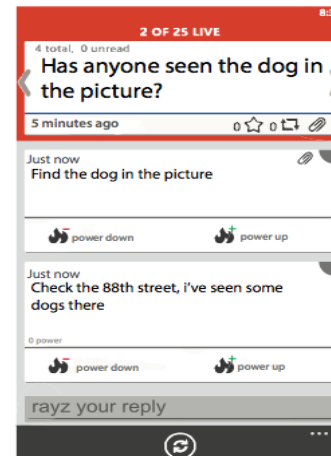 8:3
2 OF 25 LIVE
4 total, 0 unread
Has anyone seen the dog in
the picture?
5 minutes ago 0 0
Just now
Find the dog in the picture
power down power up
Just now
Check the 88th street, i've seen some
dogs there
0 power
power down power up
rayz your reply